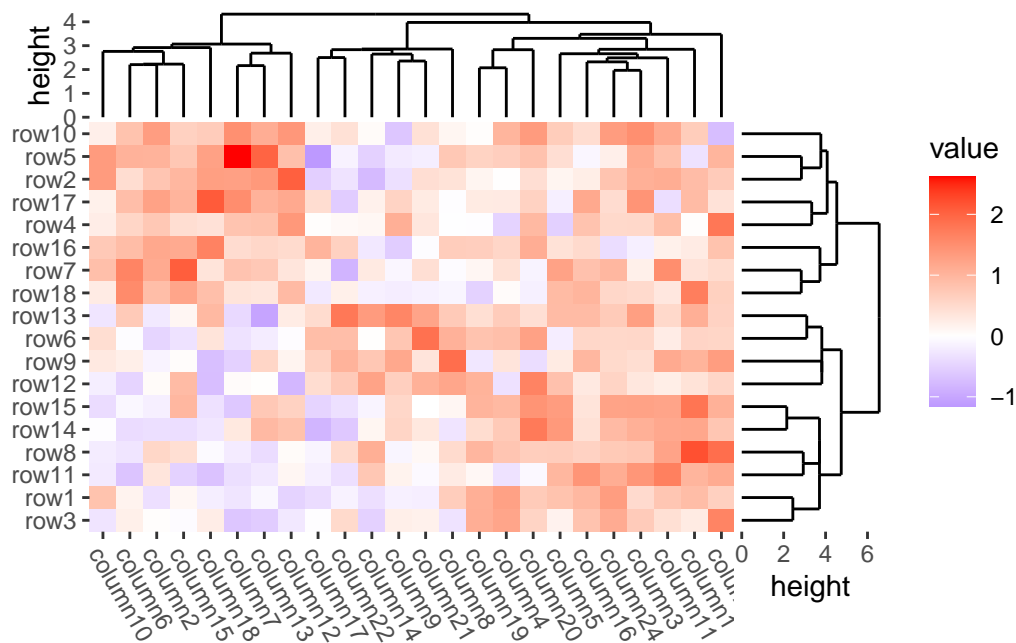 height
4
3
2
1
0
row10
row5
row2
row17
row4
row16
row7
row18
row13
row6
row9
row12
row15
row14
row8
row11
row1
row3
column10
column6
column2
column15
column18
column7
column13
column12
column17
column22
column14
column9
column21
column8
column19
column4
column20
column5
column16
column24
column3
column11
column1
0 2 4 6
height
value
2
1
0
−1